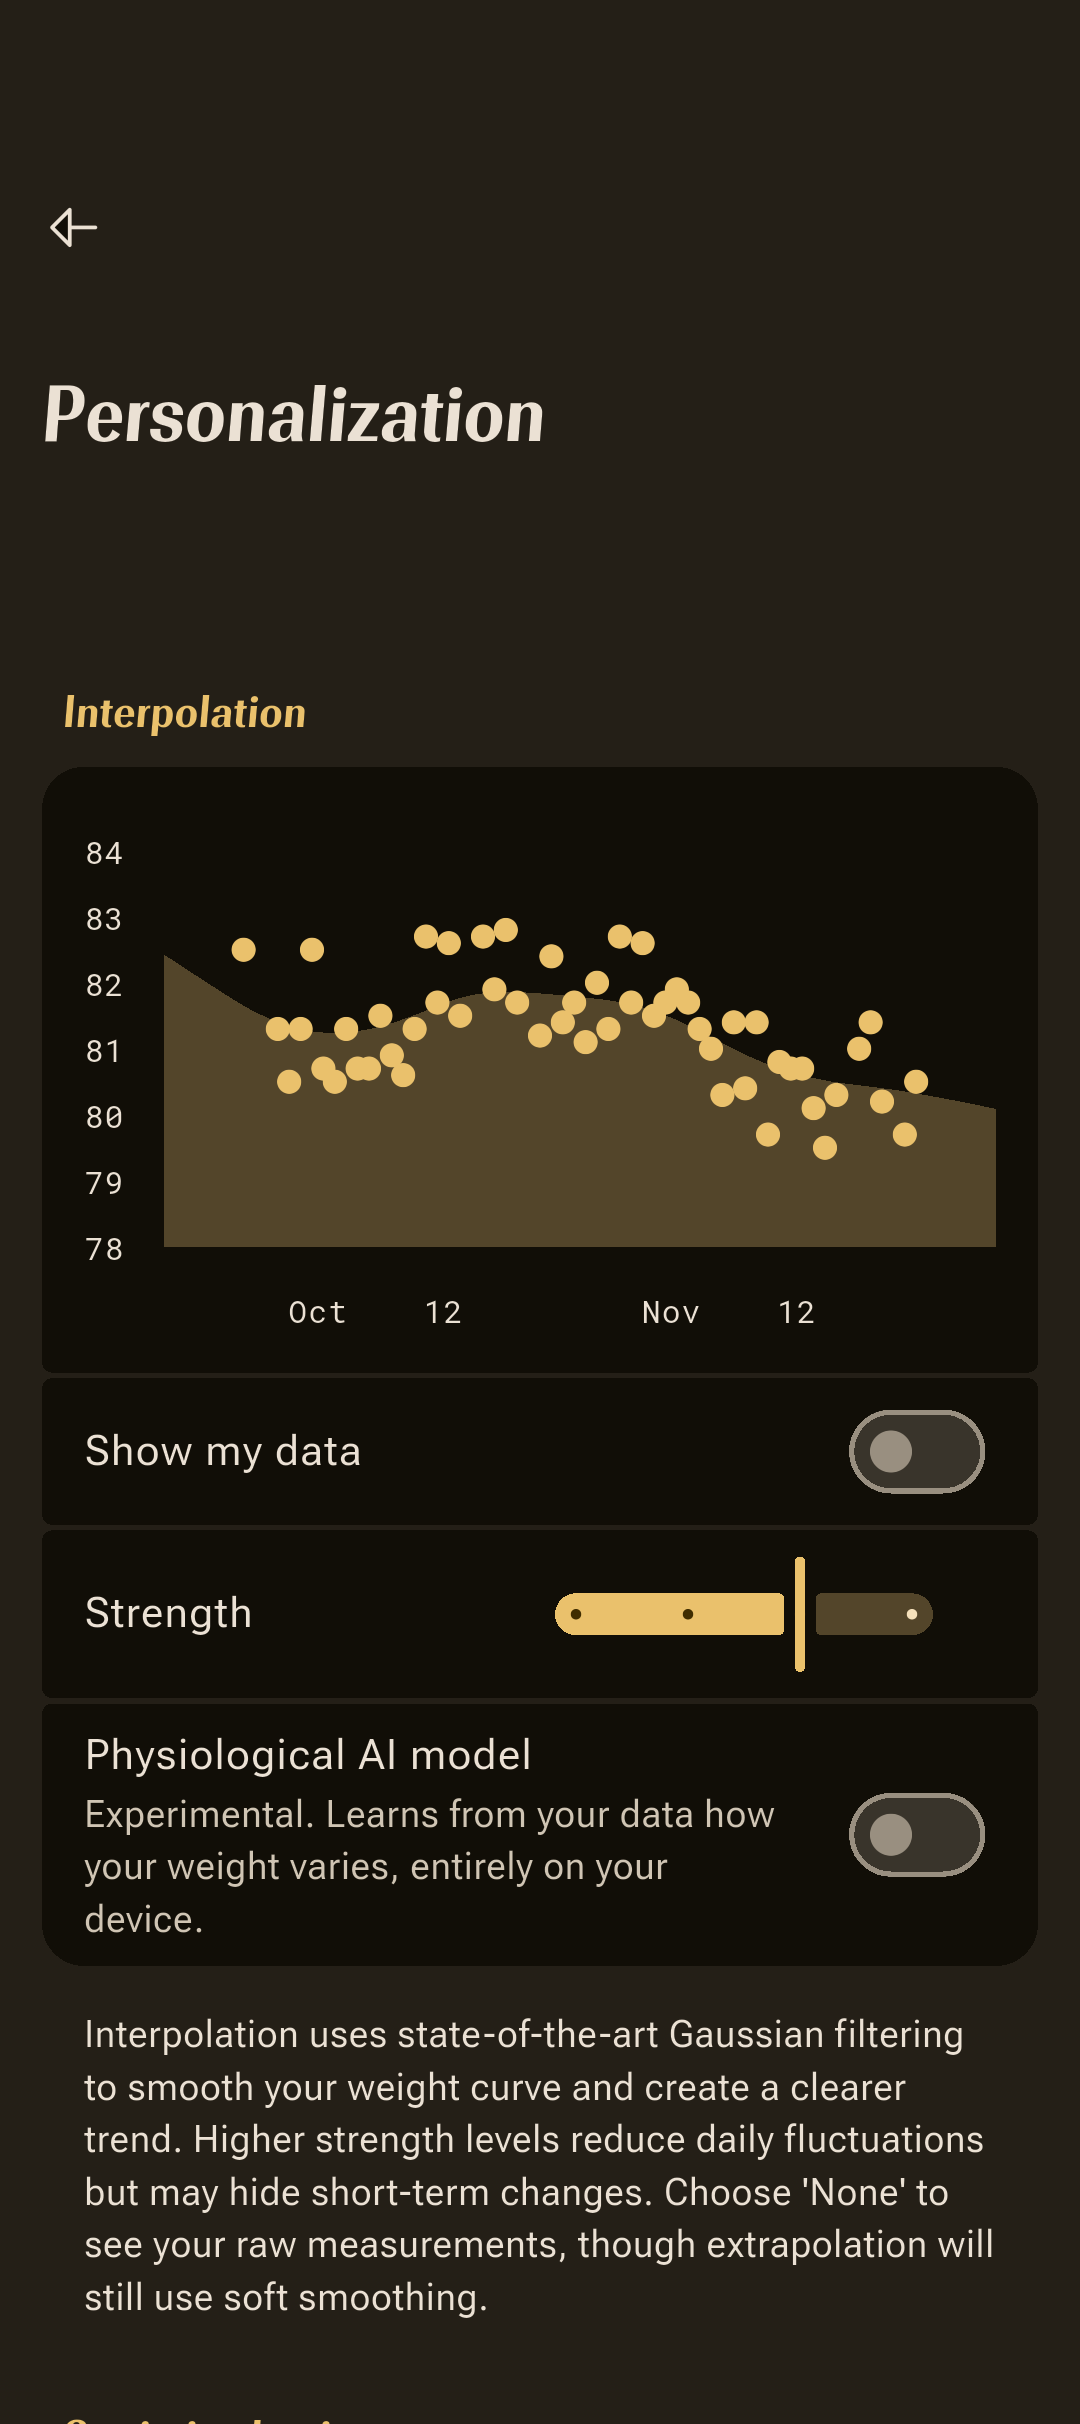 Personalization
Interpolation
84
83
82
81
80
79
78
Oct 12 Nov 12
Show my data
Strength
Physiological AI model
Experimental. Learns from your data how
your weight varies, entirely on your
device.
Interpolation uses state-of-the-art Gaussian filtering
to smooth your weight curve and create a clearer
trend. Higher strength levels reduce daily fluctuations
but may hide short-term changes. Choose 'None' to
see your raw measurements, though extrapolation will
still use soft smoothing.